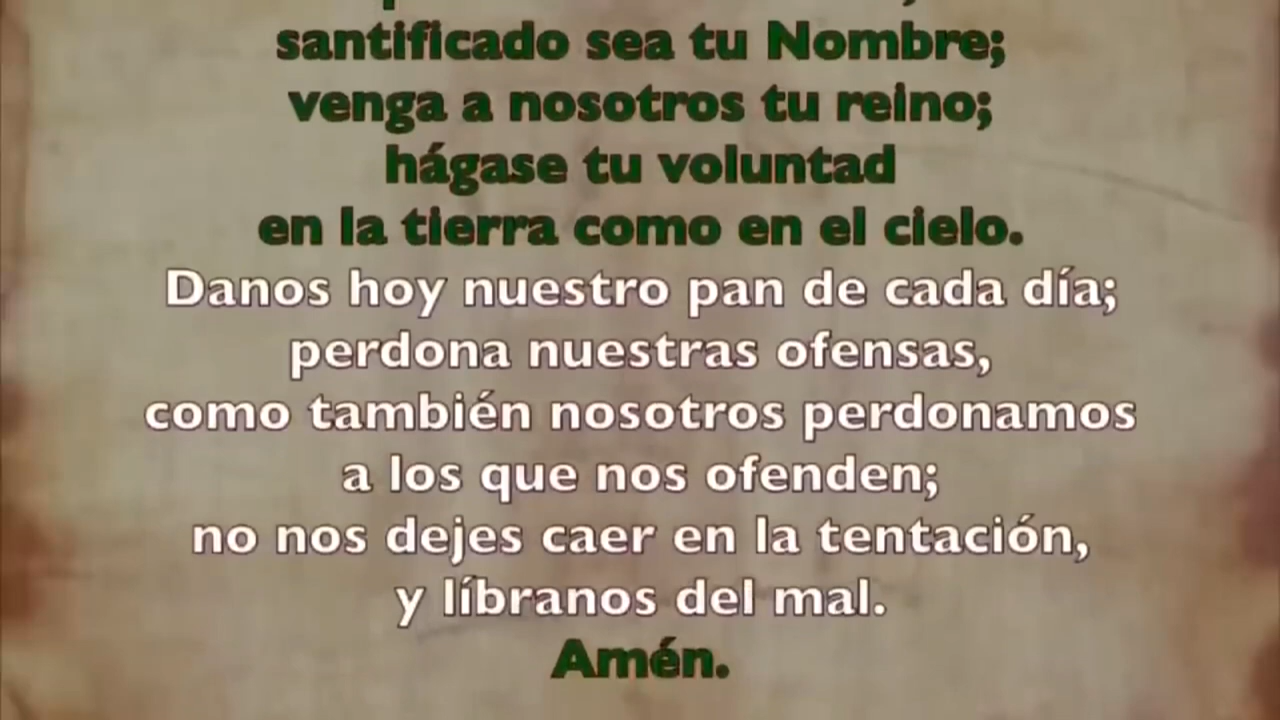 santificado sea tu Nombre;
venga a nosotros tu reino;
hágase tu voluntad
en la tierra como en el cielo.
Danos hoy nuestro pan de cada día;
perdona nuestras ofensas,
como también nosotros perdonamos
a los que nos ofenden;
no nos dejes caer en la tentación,
y líbranos del mal.
Amén.